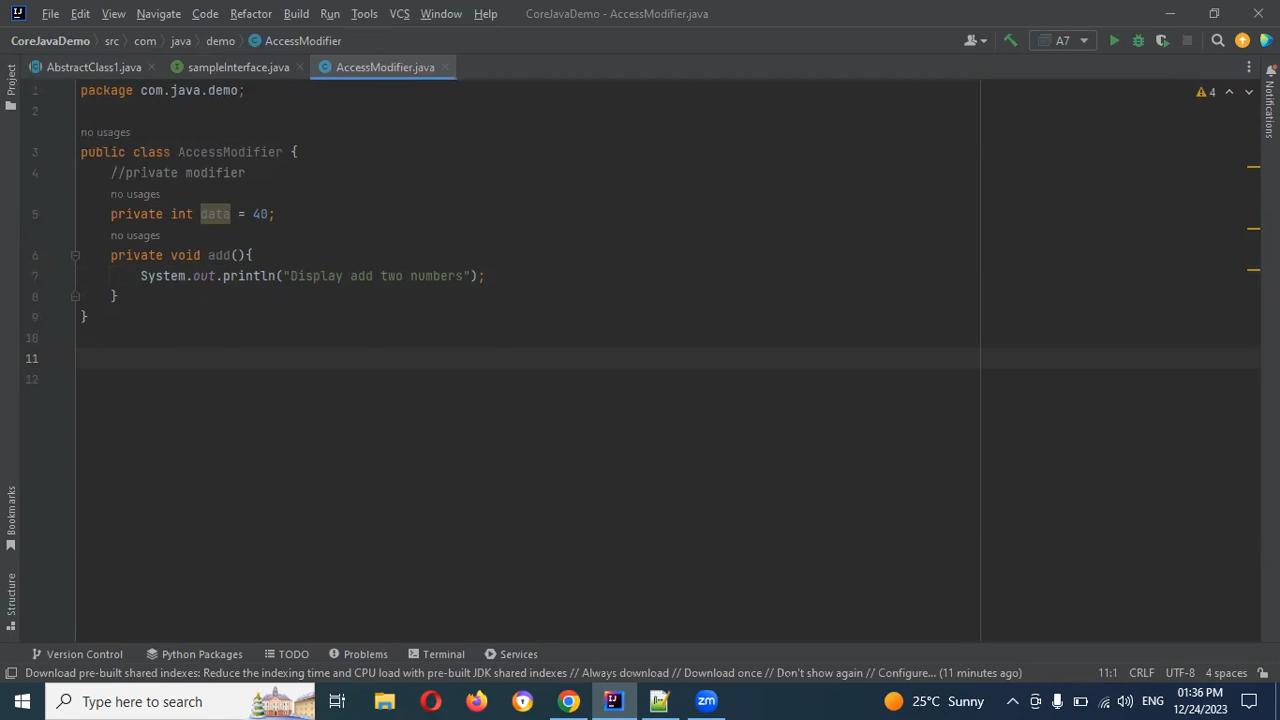 File Edit View Navigate Code Refactor Build Run Tools VCS Window Help CoreJavaDemo - AccessModifier.java
CoreJavaDemo src com java demo AccessModifier A7
AbstractClass1.java sampleInterface.java AccessModifier.java
Project
Notifications
4
1 package com.java.demo;
2
no usages
3 public class AccessModifier {
4 //private modifier
no usages
5 private int data = 40;
no usages
6 private void add(){
7 System.out.println("Display add two numbers");
8 }
9 }
10
11
12
Bookmarks
Structure
Version Control Python Packages TODO Problems Terminal Services
Download pre-built shared indexes: Reduce the indexing time and CPU load with pre-built JDK shared indexes // Always download // Download once // Don't show again // Configure... (11 minutes ago) 11:1 CRLF UTF-8 4 spaces
Type here to search 25°C Sunny ENG 01:36 PM
12/24/2023